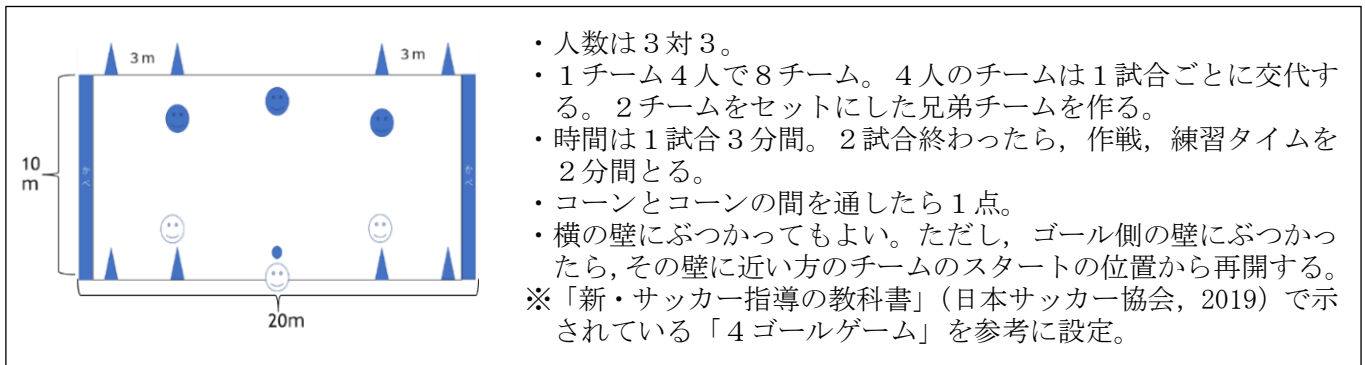 3m
3m
10
m
20m
・人数は３対３。
・１チーム４人で８チーム。４人のチームは１試合ごとに交代す
る。２チームをセットにした兄弟チームを作る。
・時間は１試合３分間。２試合終わったら，作戦，練習タイムを
２分間とる。
・コーンとコーンの間を通したら１点。
・横の壁にぶつかってもよい。ただし，ゴール側の壁にぶつかっ
たら,その壁に近い方のチームのスタートの位置から再開する。
※「新・サッカー指導の教科書」（日本サッカー協会，2019）で示
されている「４ゴールゲーム」を参考に設定。